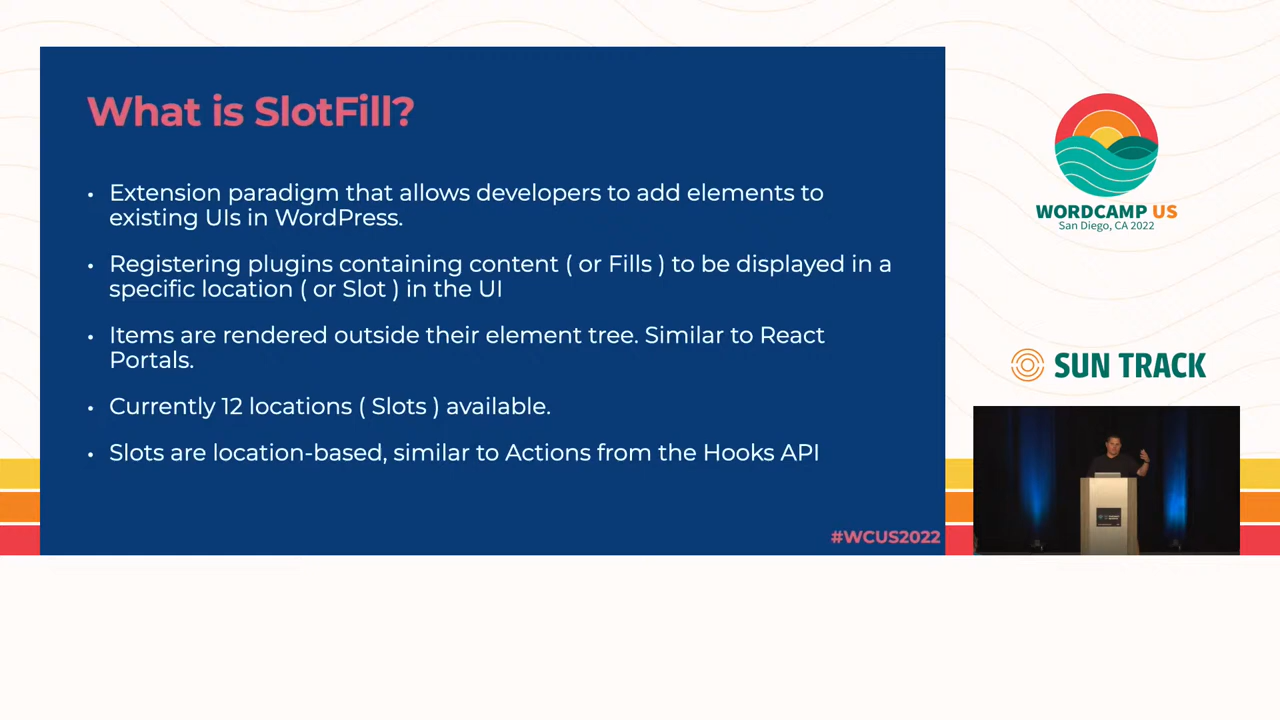 What is SlotFill?
• Extension paradigm that allows developers to add elements to
existing UIs in WordPress.
• Registering plugins containing content ( or Fills ) to be displayed in a
specific location ( or Slot ) in the UI
• Items are rendered outside their element tree. Similar to React
Portals.
• Currently 12 locations ( Slots ) available.
• Slots are location-based, similar to Actions from the Hooks API
#WCUS2022
WORDCAMP US
San Diego, CA 2022
SUN TRACK